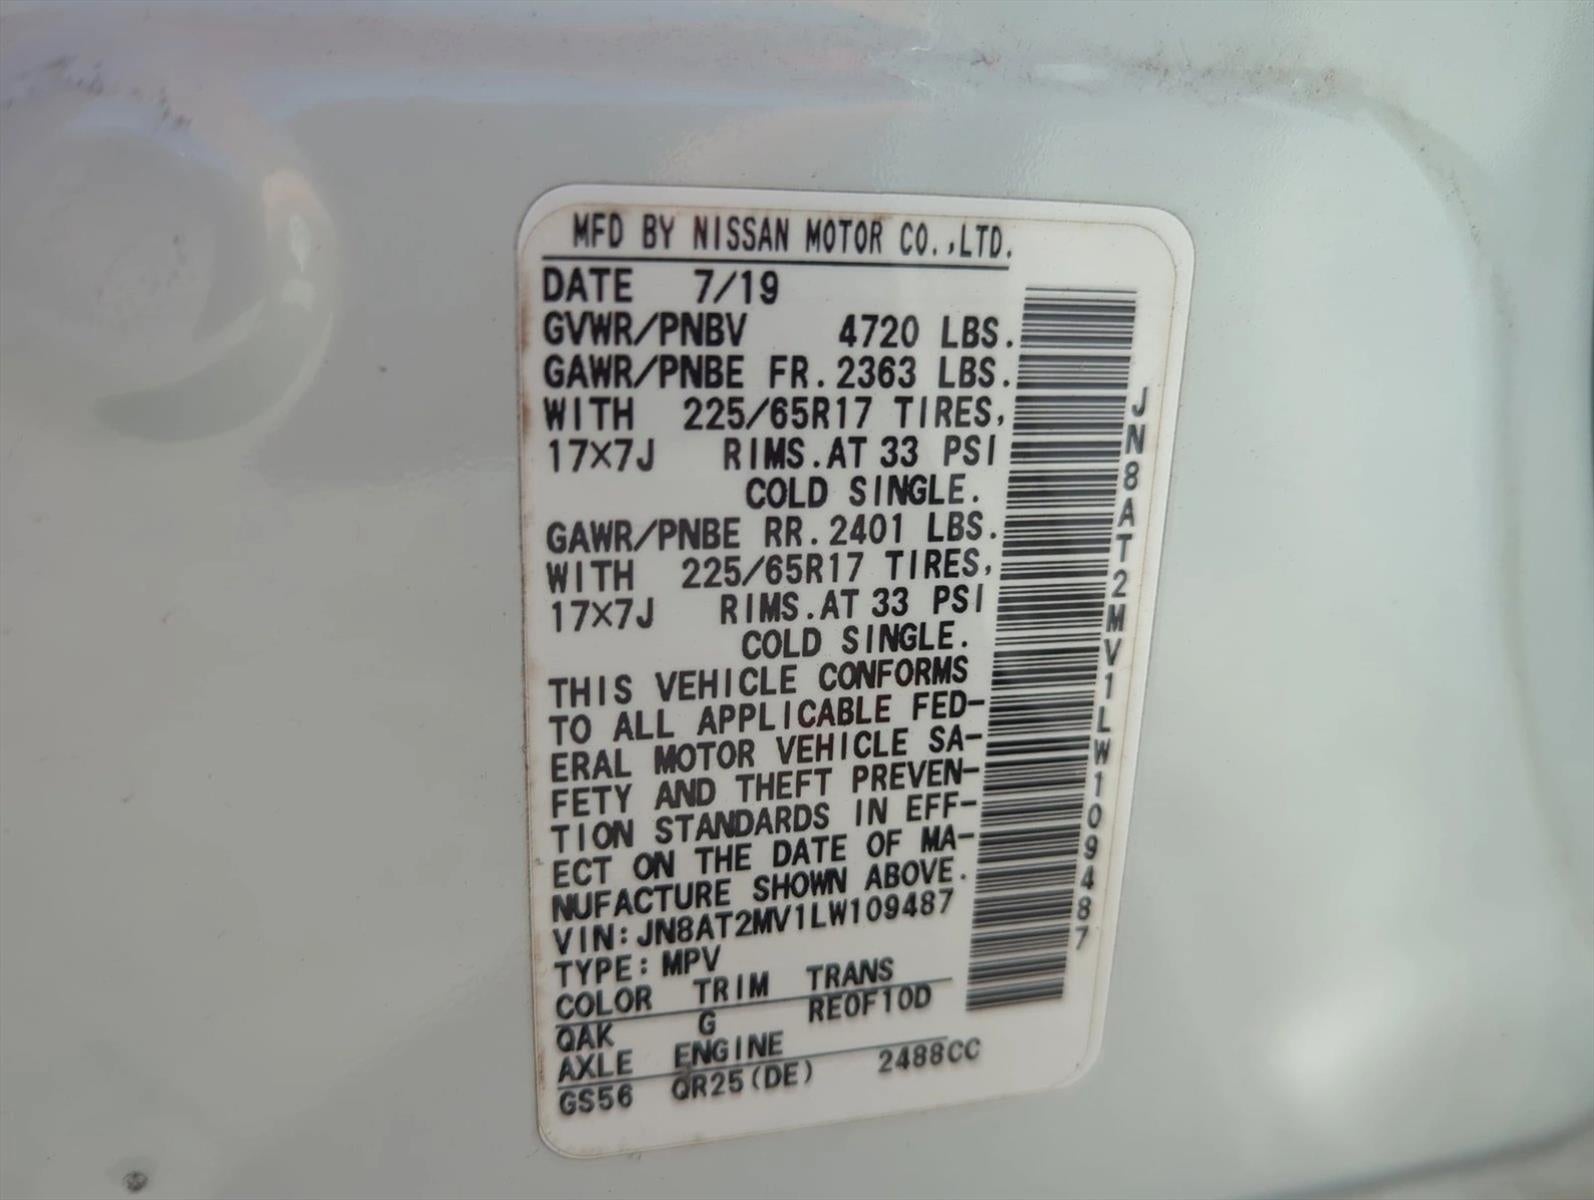 MFD BY NISSAN MOTOR CO.,LTD.
DATE 7/19
GVWR/PNBV 4720 LBS.
GAWR/PNBE FR. 2363 LBS.
WITH 225/65R17 TIRES,
17×7J RIMS. AT 33 PSI
COLD SINGLE.
GAWR/PNBE RR. 2401 LBS.
WITH 225/65R17 TIRES,
17×7J RIMS. AT 33 PSI
COLD SINGLE.
THIS VEHICLE CONFORMS
TO ALL APPLICABLE FED-
ERAL MOTOR VEHICLE SA-
FETY AND THEFT PREVEN-
TION STANDARDS IN EFF-
ECT ON THE DATE OF MA-
NUFACTURE SHOWN ABOVE.
VIN: JN8AT2MV1LW109487
TYPE: MPV
COLOR TRIM TRANS
QAK G RE0F10D
AXLE ENGINE
GS56 QR25(DE) 2488CC
JN8AT2MV1LW109487